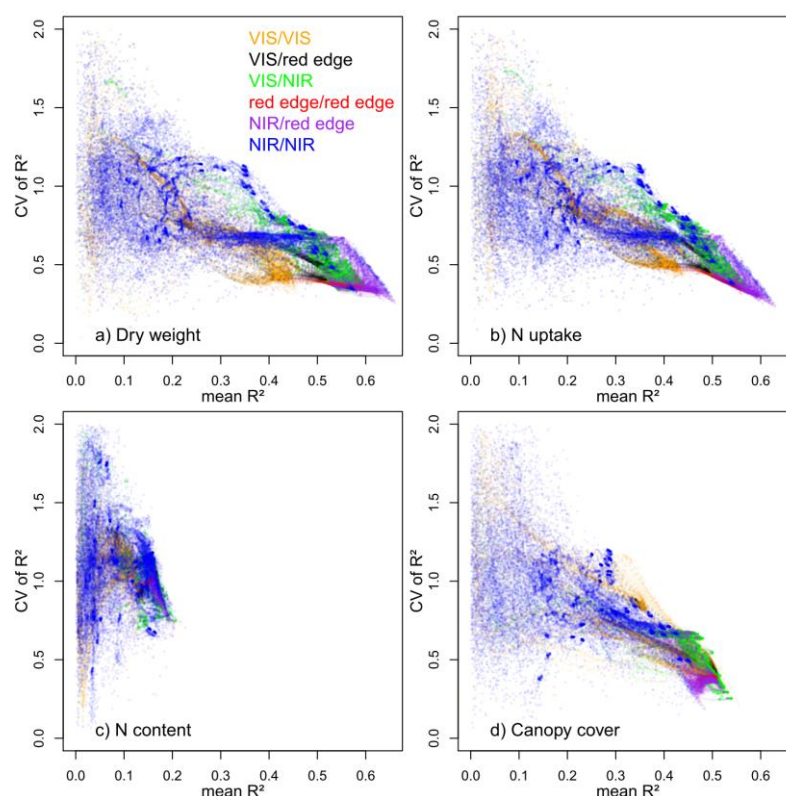 CV of R²
2.0
1.5
1.0
0.5
0.0
VIS/VIS
VIS/red edge
VIS/NIR
red edge/red edge
NIR/red edge
NIR/NIR
a) Dry weight
0.0 0.1 0.2 0.3 0.4 0.5 0.6
mean R²
CV of R²
2.0
1.5
1.0
0.5
0.0
b) N uptake
0.0 0.1 0.2 0.3 0.4 0.5 0.6
mean R²
CV of R²
2.0
1.5
1.0
0.5
0.0
c) N content
0.0 0.1 0.2 0.3 0.4 0.5 0.6
mean R²
CV of R²
2.0
1.5
1.0
0.5
0.0
d) Canopy cover
0.0 0.1 0.2 0.3 0.4 0.5 0.6
mean R²